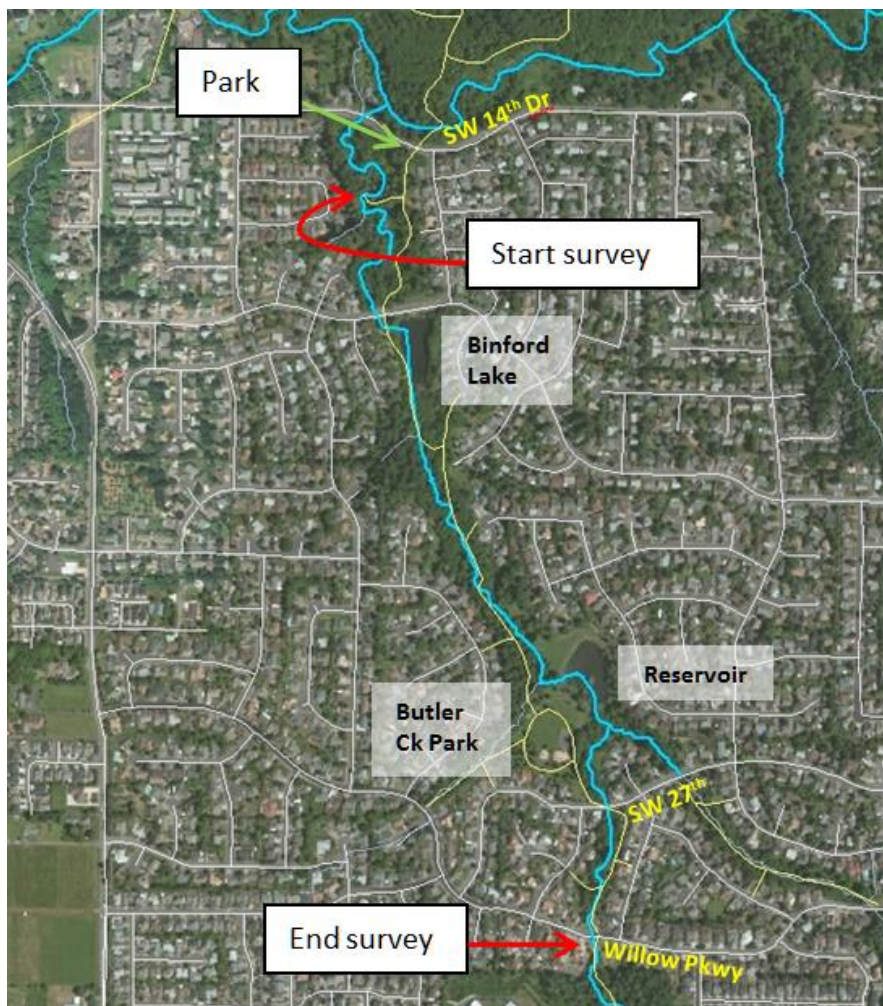 Park
SW 14th Dr
Start survey
Binford
Lake
Reservoir
Butler
Ck Park
SW 27th
End survey
Willow Pkwy